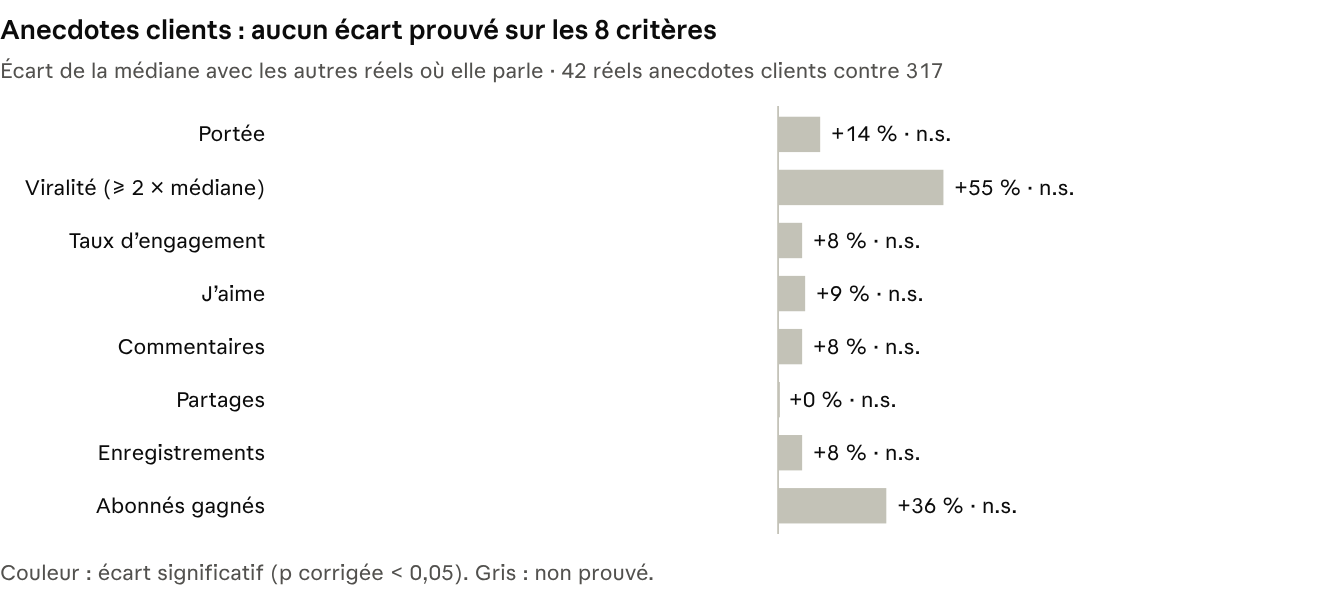 Anecdotes clients : aucun écart prouvé sur les 8 critères
Écart de la médiane avec les autres réels où elle parle · 42 réels anecdotes clients contre 317
Portée +14 % · n.s.
Viralité (≥ 2 × médiane) +55 % · n.s.
Taux d’engagement +8 % · n.s.
J’aime +9 % · n.s.
Commentaires +8 % · n.s.
Partages +0 % · n.s.
Enregistrements +8 % · n.s.
Abonnés gagnés +36 % · n.s.
Couleur : écart significatif (p corrigée < 0,05). Gris : non prouvé.